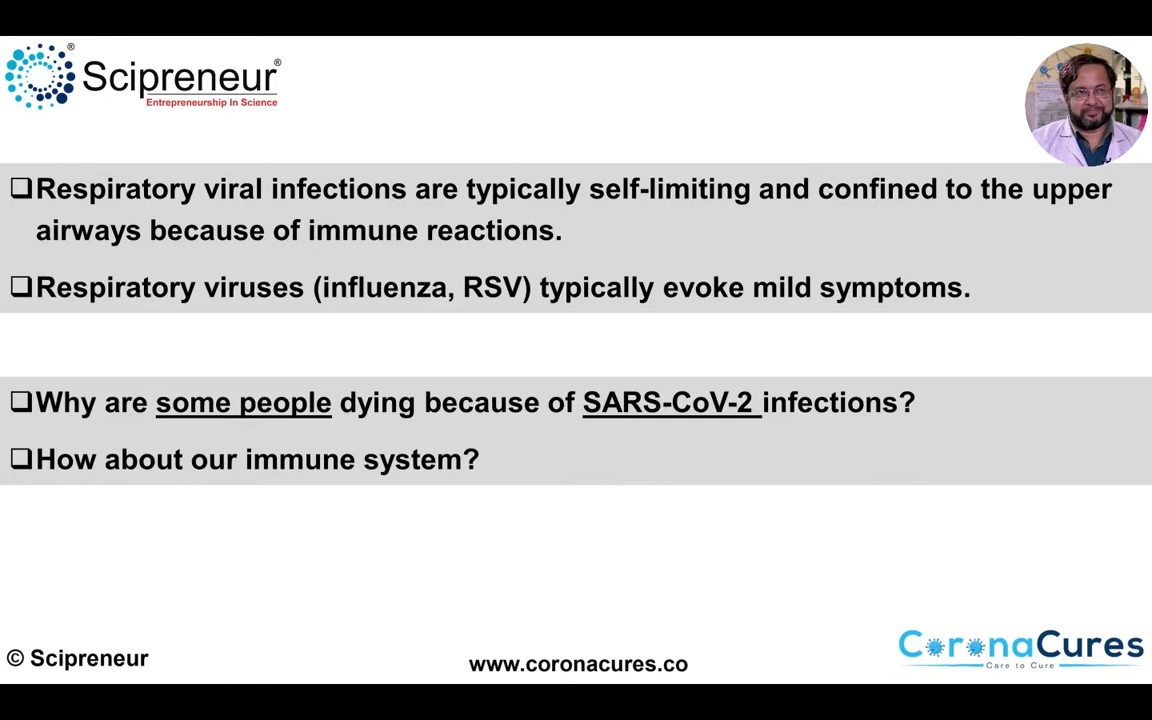 Scipreneur®
®
Entrepreneurship In Science
❑Respiratory viral infections are typically self-limiting and confined to the upper
airways because of immune reactions.
❑Respiratory viruses (influenza, RSV) typically evoke mild symptoms.
❑Why are some people dying because of SARS-CoV-2 infections?
❑How about our immune system?
© Scipreneur
www.coronacures.co
CoronaCures
Care to Cure